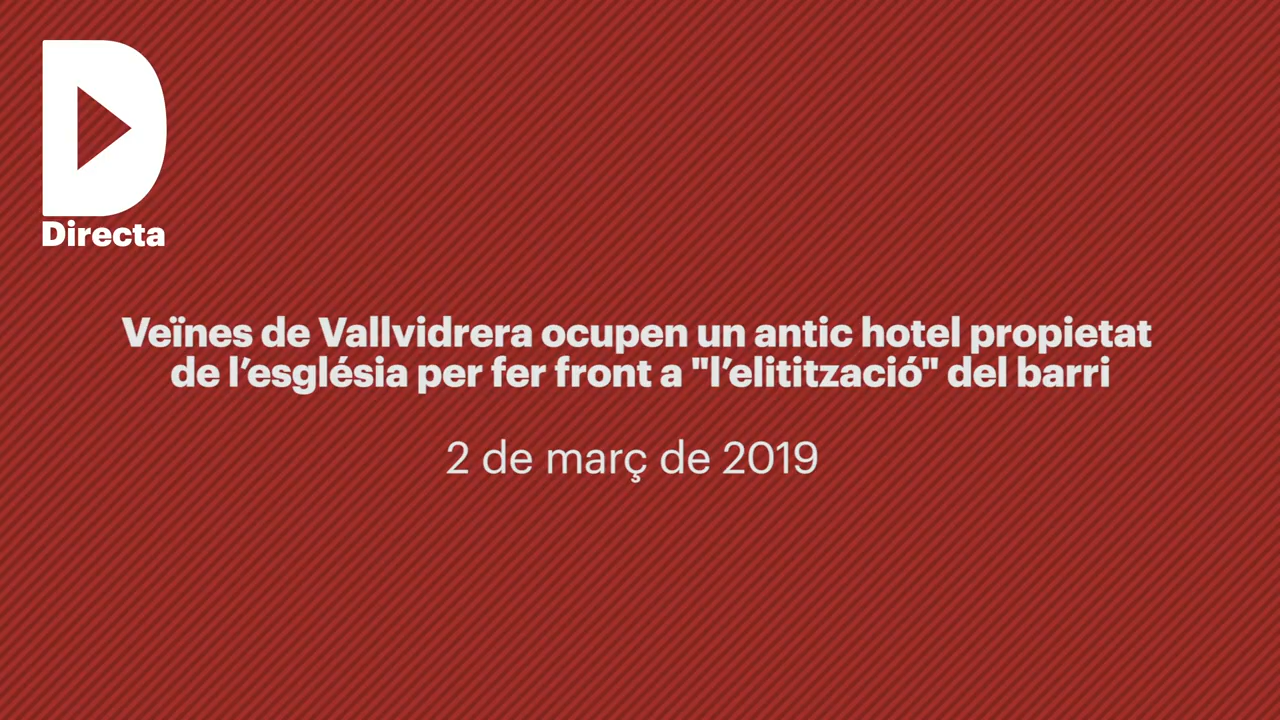 Directa
Veïnes de Vallvidrera ocupen un antic hotel propietat
de l’església per fer front a "l’elitització" del barri
2 de març de 2019